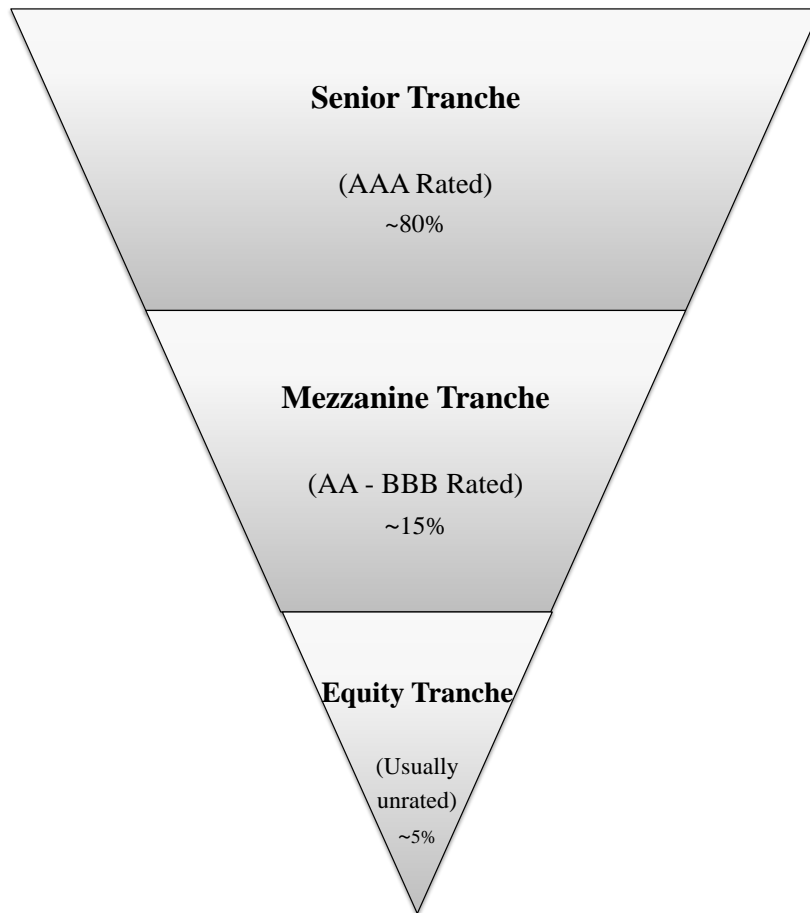 Senior Tranche
(AAA Rated)
~80%
Mezzanine Tranche
(AA - BBB Rated)
~15%
Equity Tranche
(Usually
unrated)
~5%